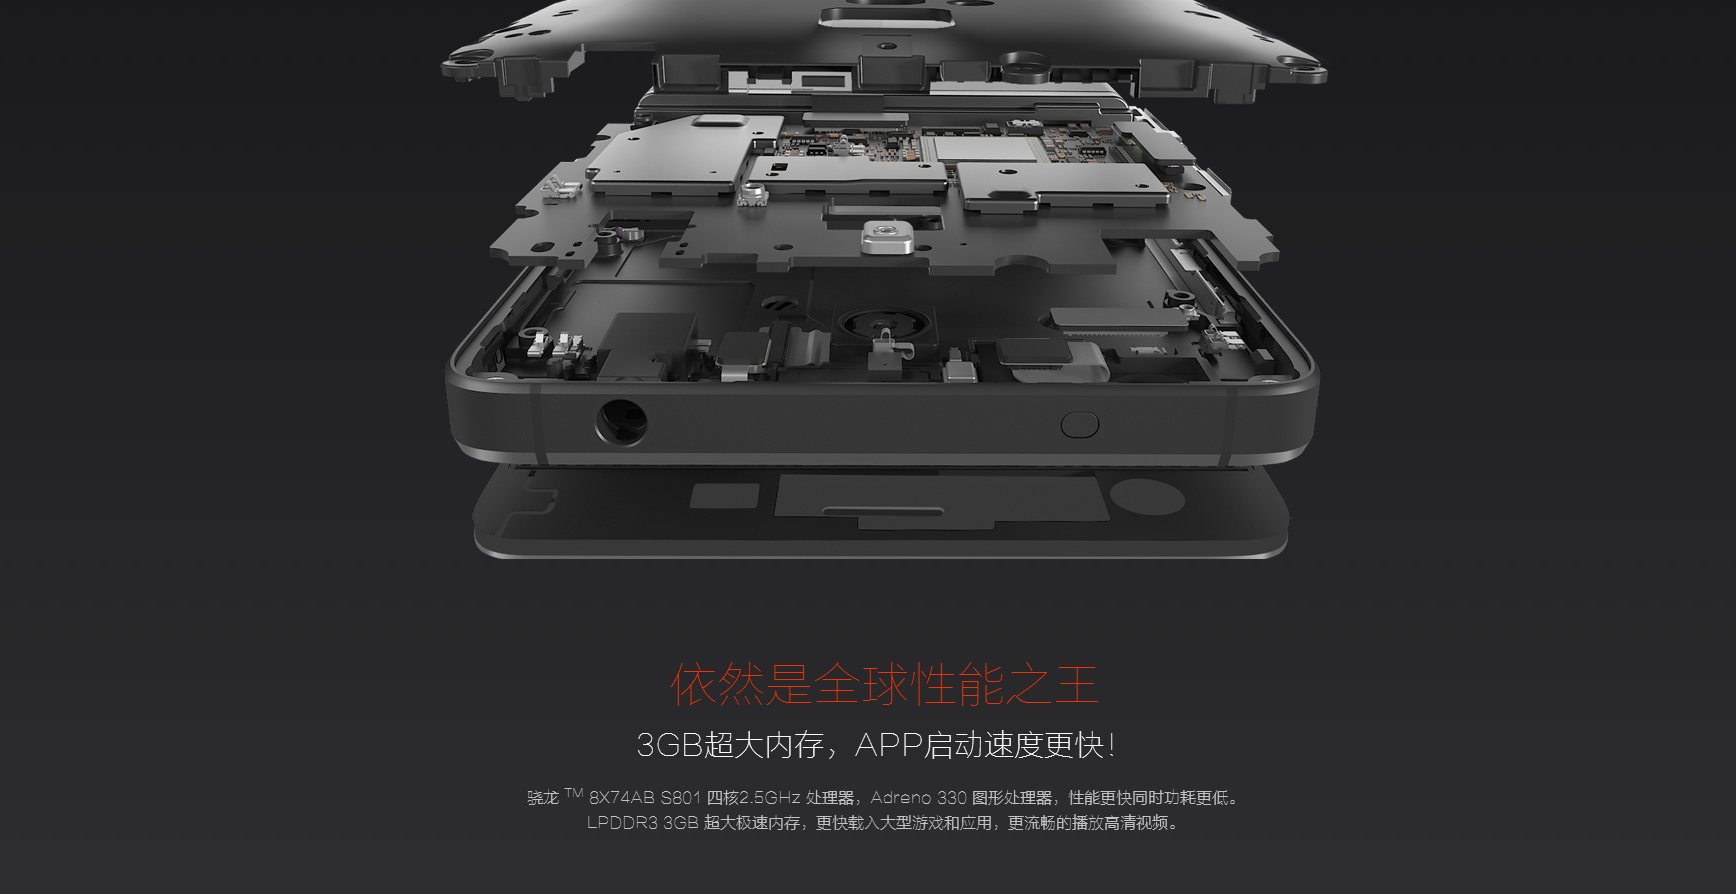 依然是全球性能之王
3GB超大内存，APP启动速度更快！
骁龙 TM 8X74AB S801 四核2.5GHz 处理器，Adreno 330 图形处理器，性能更快同时功耗更低。
LPDDR3 3GB 超大极速内存，更快载入大型游戏和应用，更流畅的播放高清视频。